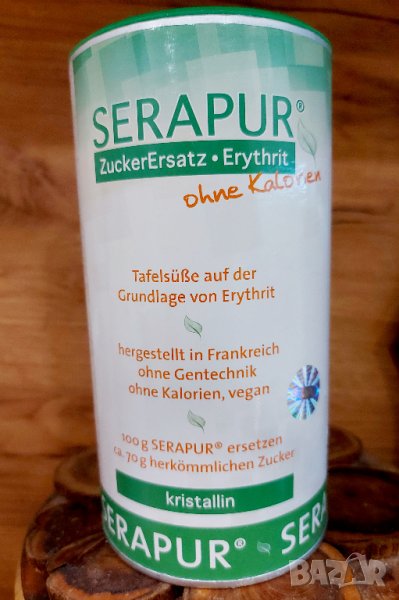 SERAPUR®
ZuckerErsatz • Erythrit
ohne Kalorien
Tafelsüße auf der
Grundlage von Erythrit
hergestellt in Frankreich
ohne Gentechnik
ohne Kalorien, vegan
100 g SERAPUR® ersetzen
ca. 70 g herkömmlichen Zucker
kristallin
SERAPUR® SERA
BAZAR